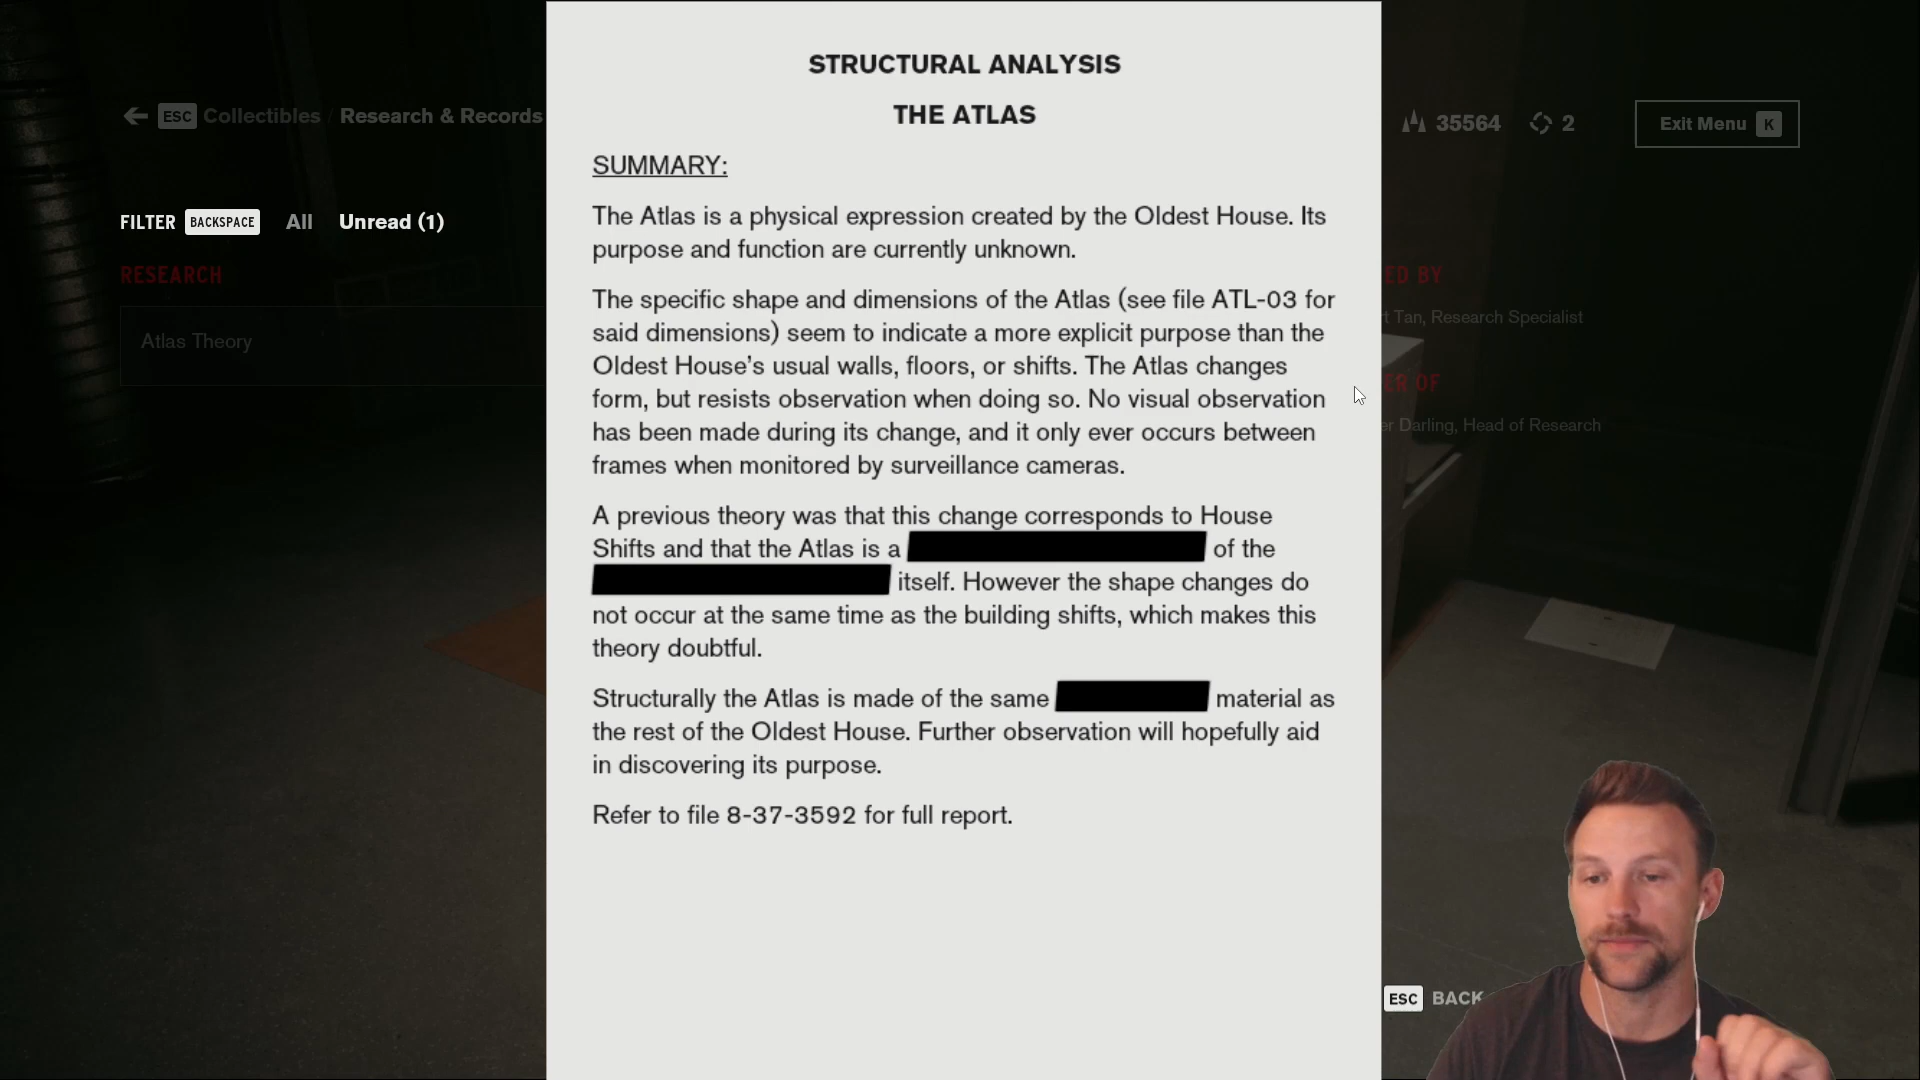 STRUCTURAL ANALYSIS
THE ATLAS
SUMMARY:
The Atlas is a physical expression created by the Oldest House. Its
purpose and function are currently unknown.
The specific shape and dimensions of the Atlas (see file ATL-03 for
said dimensions) seem to indicate a more explicit purpose than the
Oldest House's usual walls, floors, or shifts. The Atlas changes
form, but resists observation when doing so. No visual observation
has been made during its change, and it only ever occurs between
frames when monitored by surveillance cameras.
A previous theory was that this change corresponds to House
Shifts and that the Atlas is a of the
itself. However the shape changes do
not occur at the same time as the building shifts, which makes this
theory doubtful.
Structurally the Atlas is made of the same material as
the rest of the Oldest House. Further observation will hopefully aid
in discovering its purpose.
Refer to file 8-37-3592 for full report.
ESC Collectibles / Research & Records
FILTER BACKSPACE All Unread (1)
RESEARCH
Atlas Theory
35564 2 Exit Menu K
ED BY
rt Tan, Research Specialist
ER OF
er Darling, Head of Research
ESC BACK